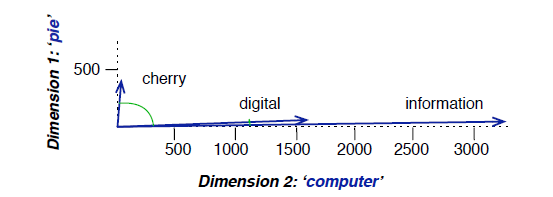 Dimension 1: ‘pie’
500
cherry
digital
information
500 1000 1500 2000 2500 3000
Dimension 2: ‘computer’